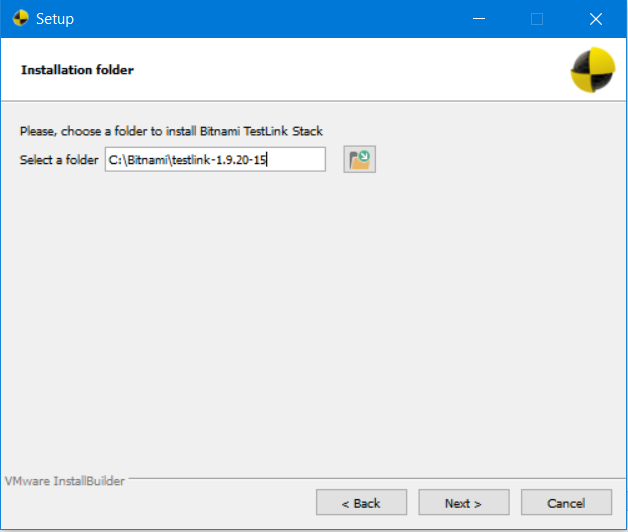 Setup
Installation folder
Please, choose a folder to install Bitnami TestLink Stack
Select a folder C:\Bitnami\testlink-1.9.20-15
VMware InstallBuilder
< Back Next > Cancel